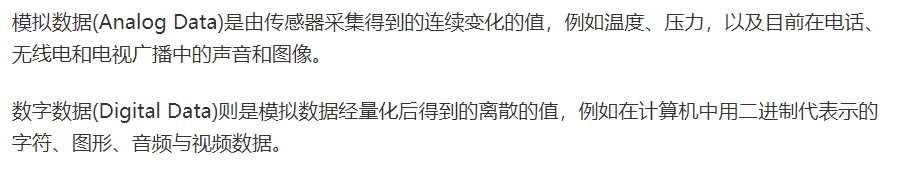 模拟数据(Analog Data)是由传感器采集得到的连续变化的值，例如温度、压力，以及目前在电话、
无线电和电视广播中的声音和图像。
数字数据(Digital Data)则是模拟数据经量化后得到的离散的值，例如在计算机中用二进制代表示的
字符、图形、音频与视频数据。